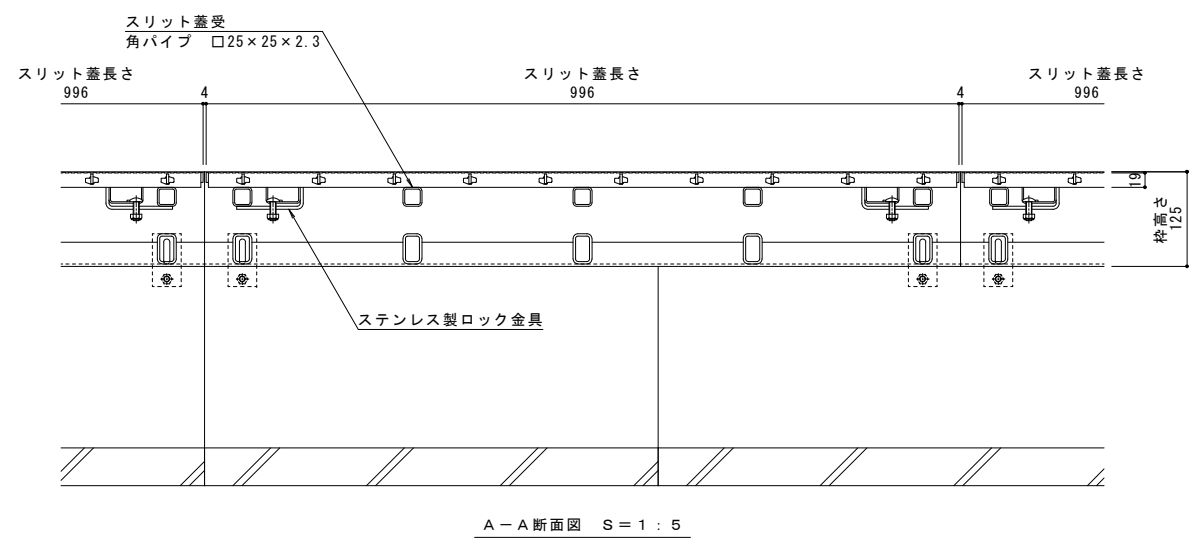 スリット蓋受
角パイプ　□25×25×2.3
スリット蓋長さ
996
4
スリット蓋長さ
996
4
スリット蓋長さ
996
19
枠高さ
125
ステンレス製ロック金具
A－A断面図　S＝1：5